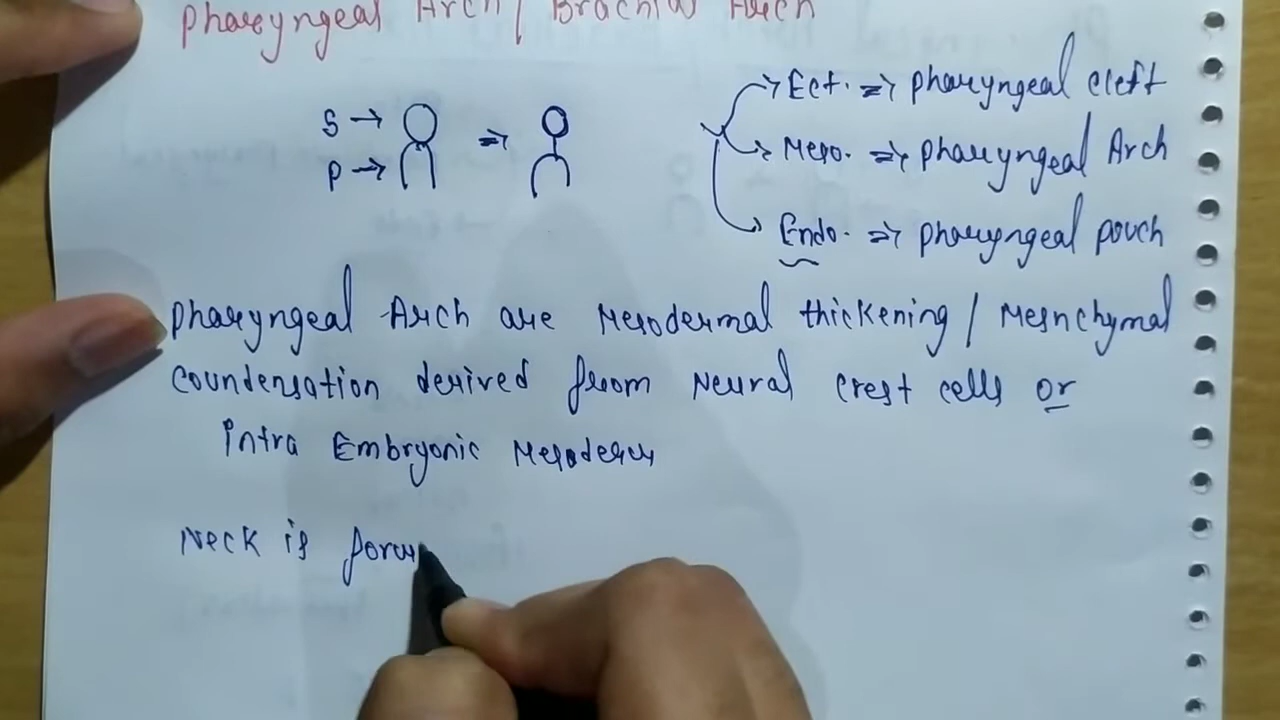 Pharyngeal Arch / Brachial Arch
S →
P →
⇒
→ Ect. ⇒ pharyngeal cleft
→ Meso. ⇒ pharyngeal Arch
→ Endo. ⇒ pharyngeal pouch
pharyngeal Arch are Mesodermal thickening / Mesnchymal
Coundensation derived from Neural crest cells or
Intra Embryonic Mesoderm
Neck is form